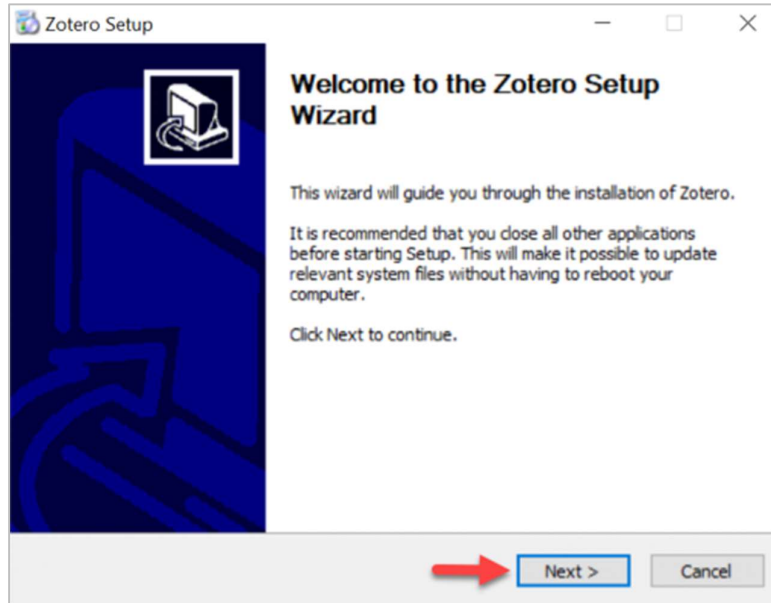 Zotero Setup
Welcome to the Zotero Setup
Wizard
This wizard will guide you through the installation of Zotero.
It is recommended that you close all other applications
before starting Setup. This will make it possible to update
relevant system files without having to reboot your
computer.
Click Next to continue.
Next >
Cancel